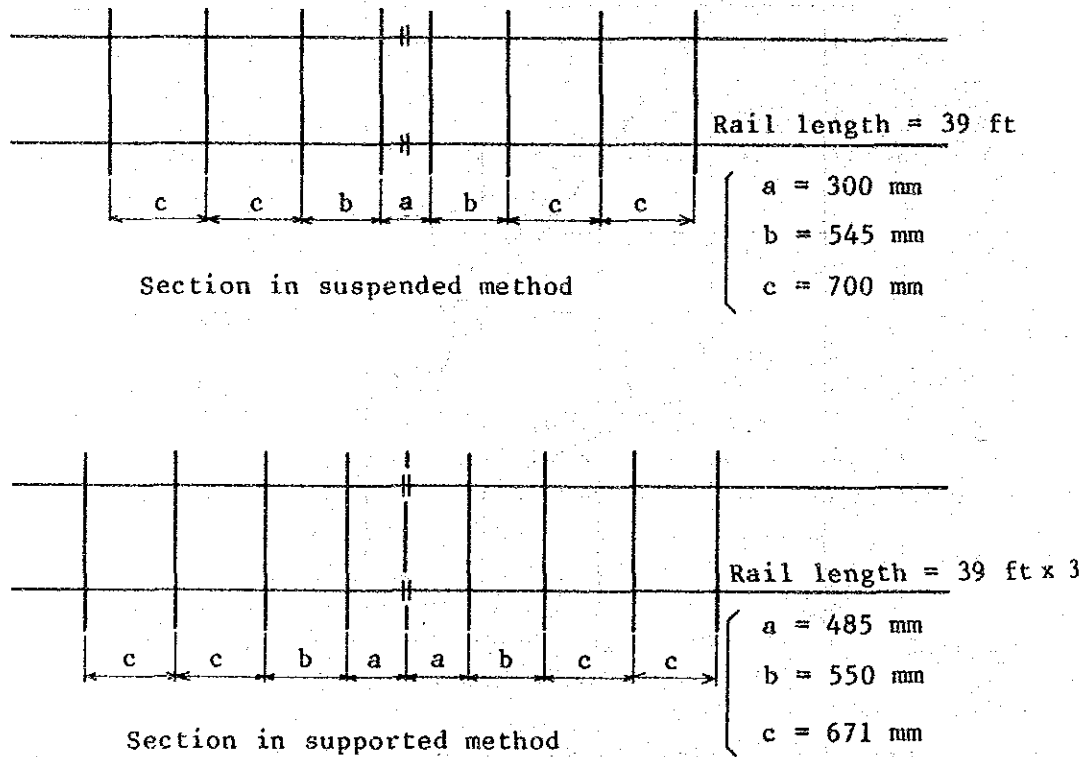 Rail length = 39 ft
a = 300 mm
b = 545 mm
c = 700 mm
c c b a b c c
Section in suspended method
Rail length = 39 ft x 3
a = 485 mm
b = 550 mm
c = 671 mm
c c b a a b c c
Section in supported method